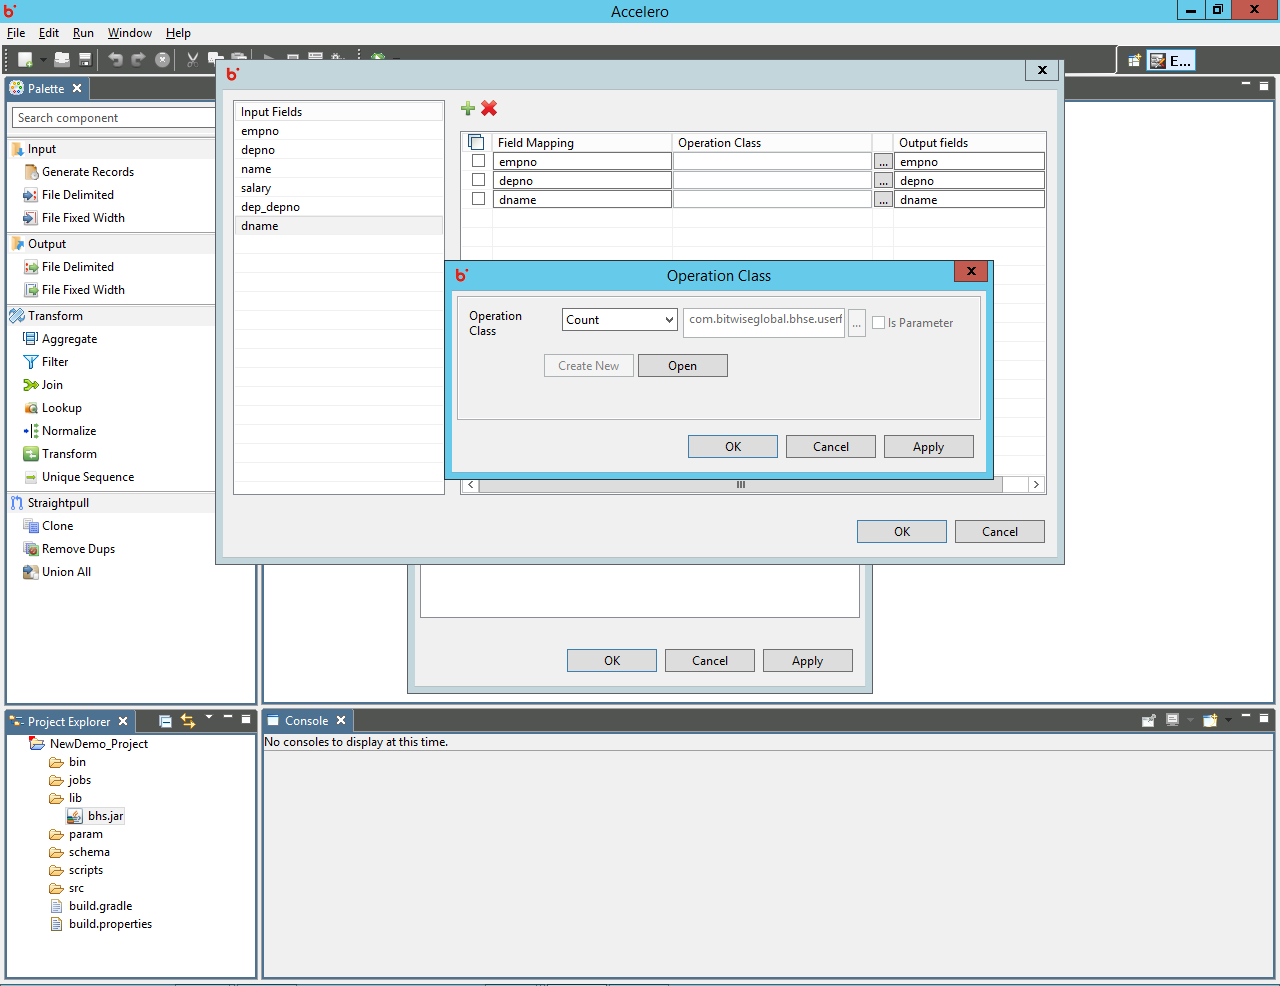 Accelero
File Edit Run Window Help
E...
Palette
Search component
Input
Generate Records
File Delimited
File Fixed Width
Output
File Delimited
File Fixed Width
Transform
Aggregate
Filter
Join
Lookup
Normalize
Transform
Unique Sequence
Straightpull
Clone
Remove Dups
Union All
Input Fields
empno
depno
name
salary
dep_depno
dname
Field Mapping Operation Class Output fields
empno ... empno
depno ... depno
dname ... dname
Operation Class
Operation Class
Count
com.bitwiseglobal.bhse.userf
...
Is Parameter
Create New Open
OK Cancel Apply
OK Cancel
OK Cancel Apply
Project Explorer
NewDemo_Project
bin
jobs
lib
bhs.jar
param
schema
scripts
src
build.gradle
build.properties
Console
No consoles to display at this time.